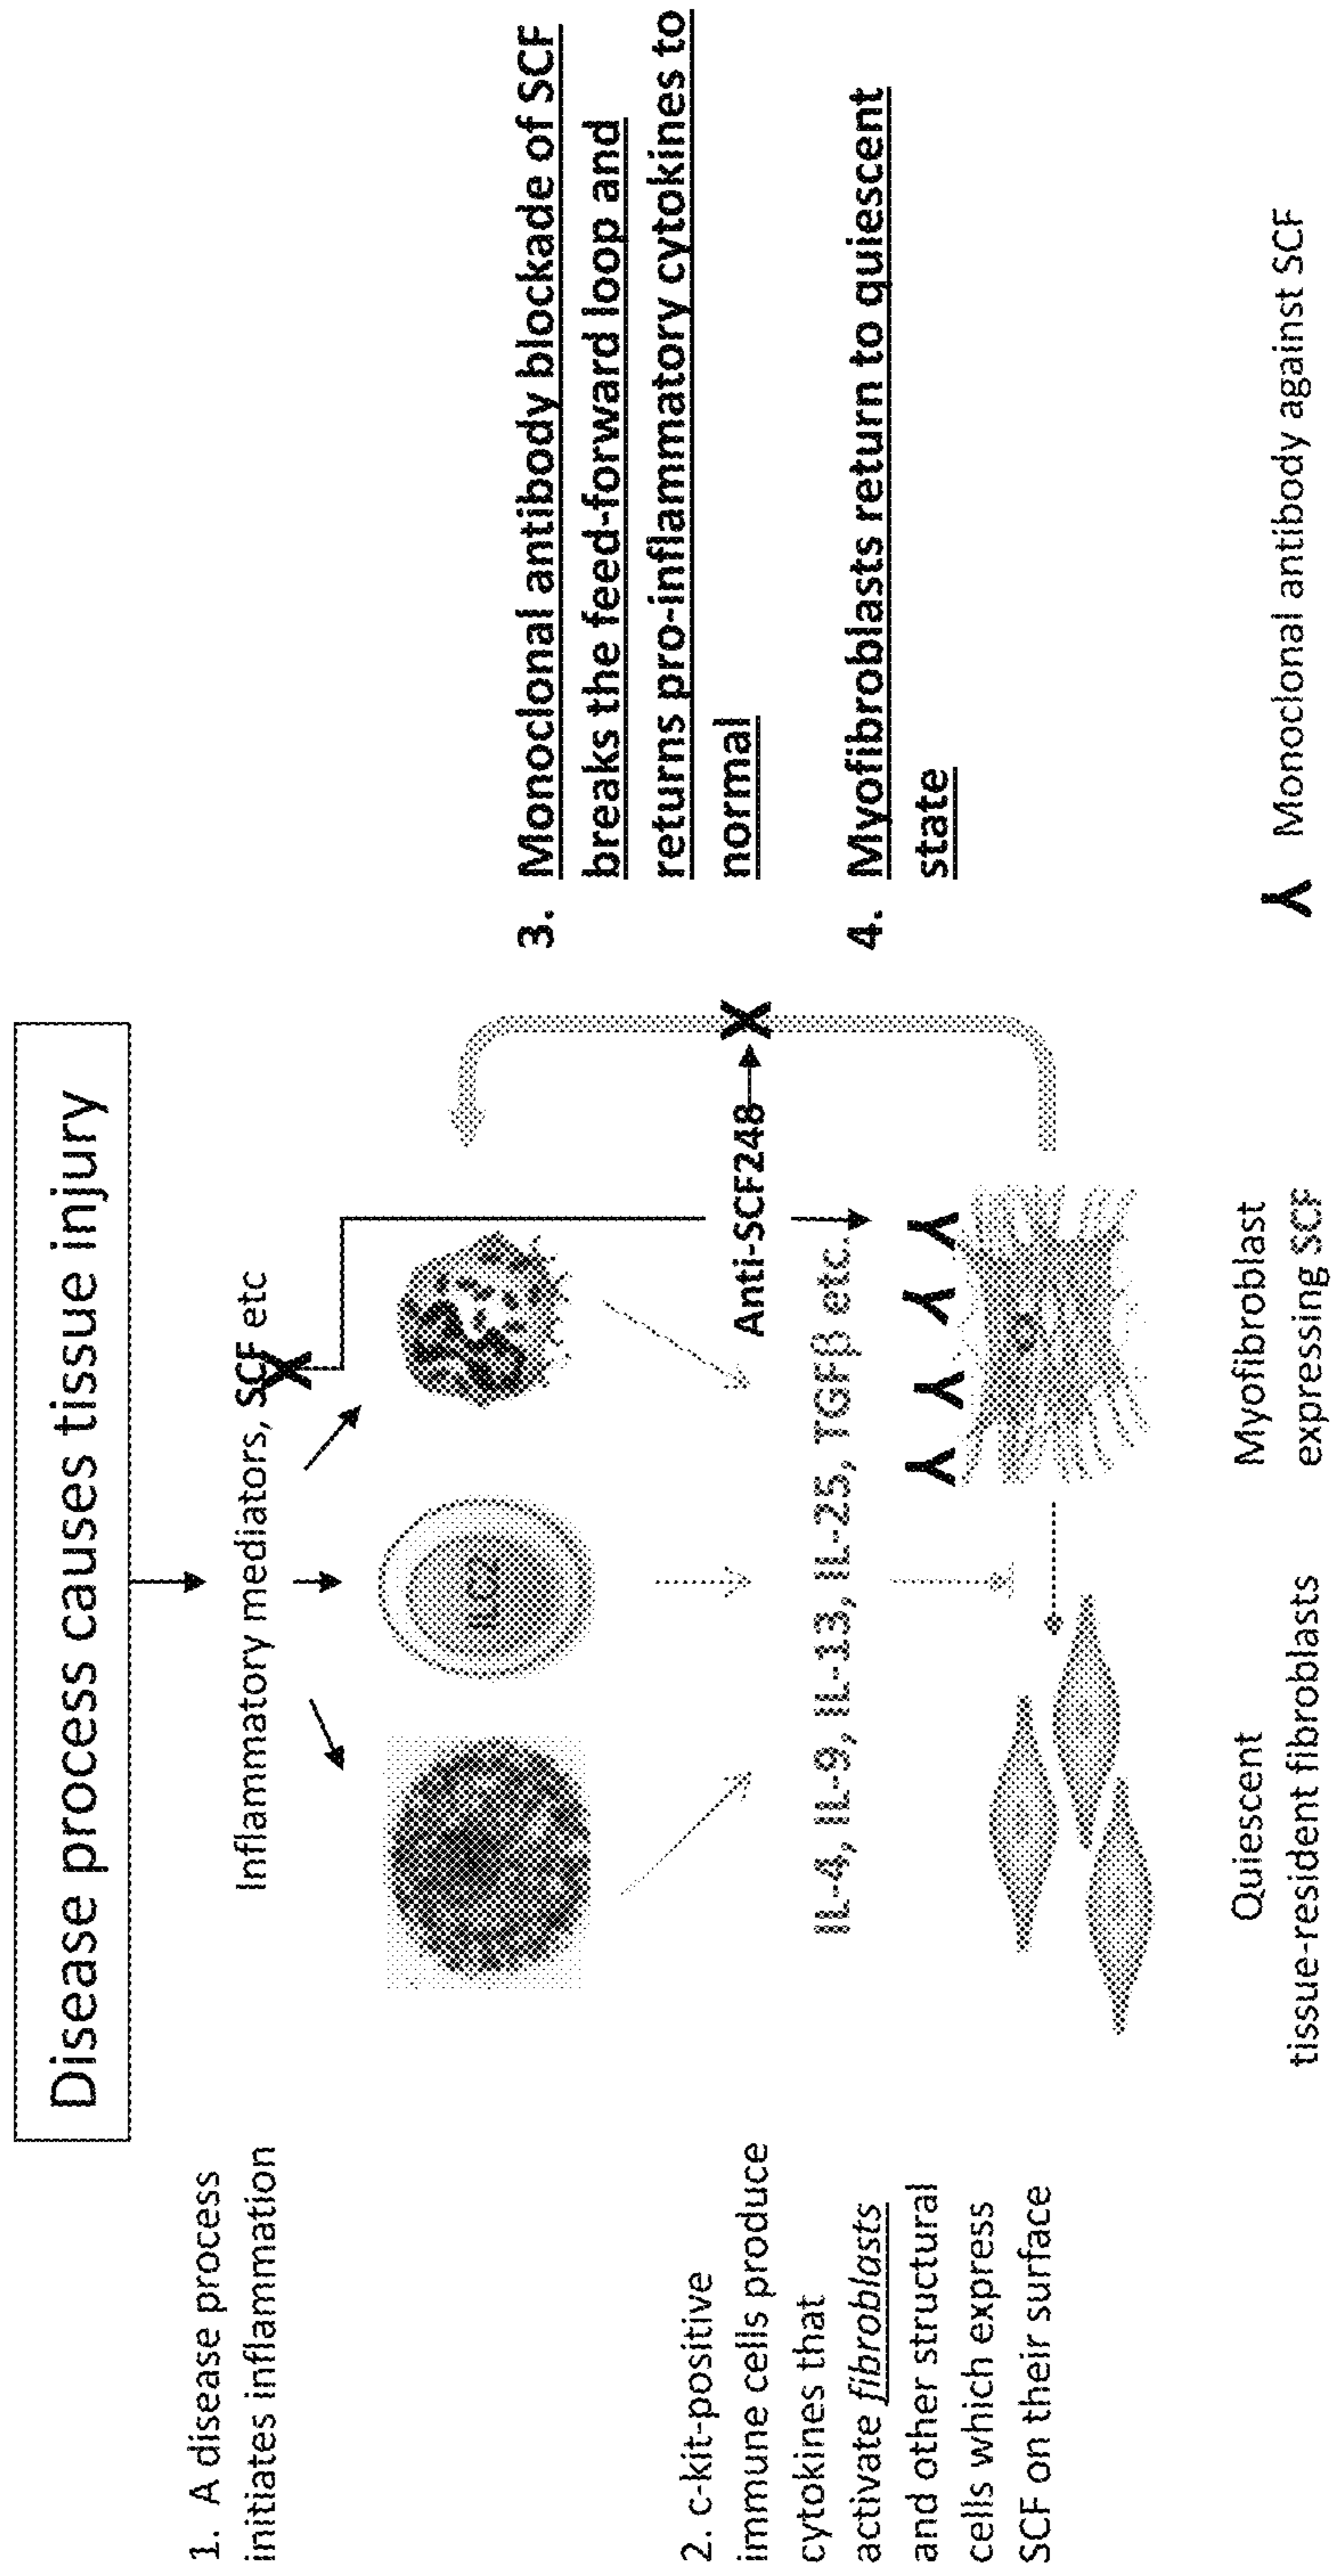 Disease process causes tissue injury
1. A disease process
initiates inflammation
Inflammatory mediators, SCF etc
X
ILC2
2. c-kit-positive
immune cells produce
cytokines that
activate fibroblasts
and other structural
cells which express
SCF on their surface
Anti-SCF248
X
IL-4, IL-9, IL-13, IL-25, TGFβ etc.
Quiescent
tissue-resident fibroblasts
Myofibroblast
expressing SCF
3. Monoclonal antibody blockade of SCF
breaks the feed-forward loop and
returns pro-inflammatory cytokines to
normal
4. Myofibroblasts return to quiescent
state
Monoclonal antibody against SCF